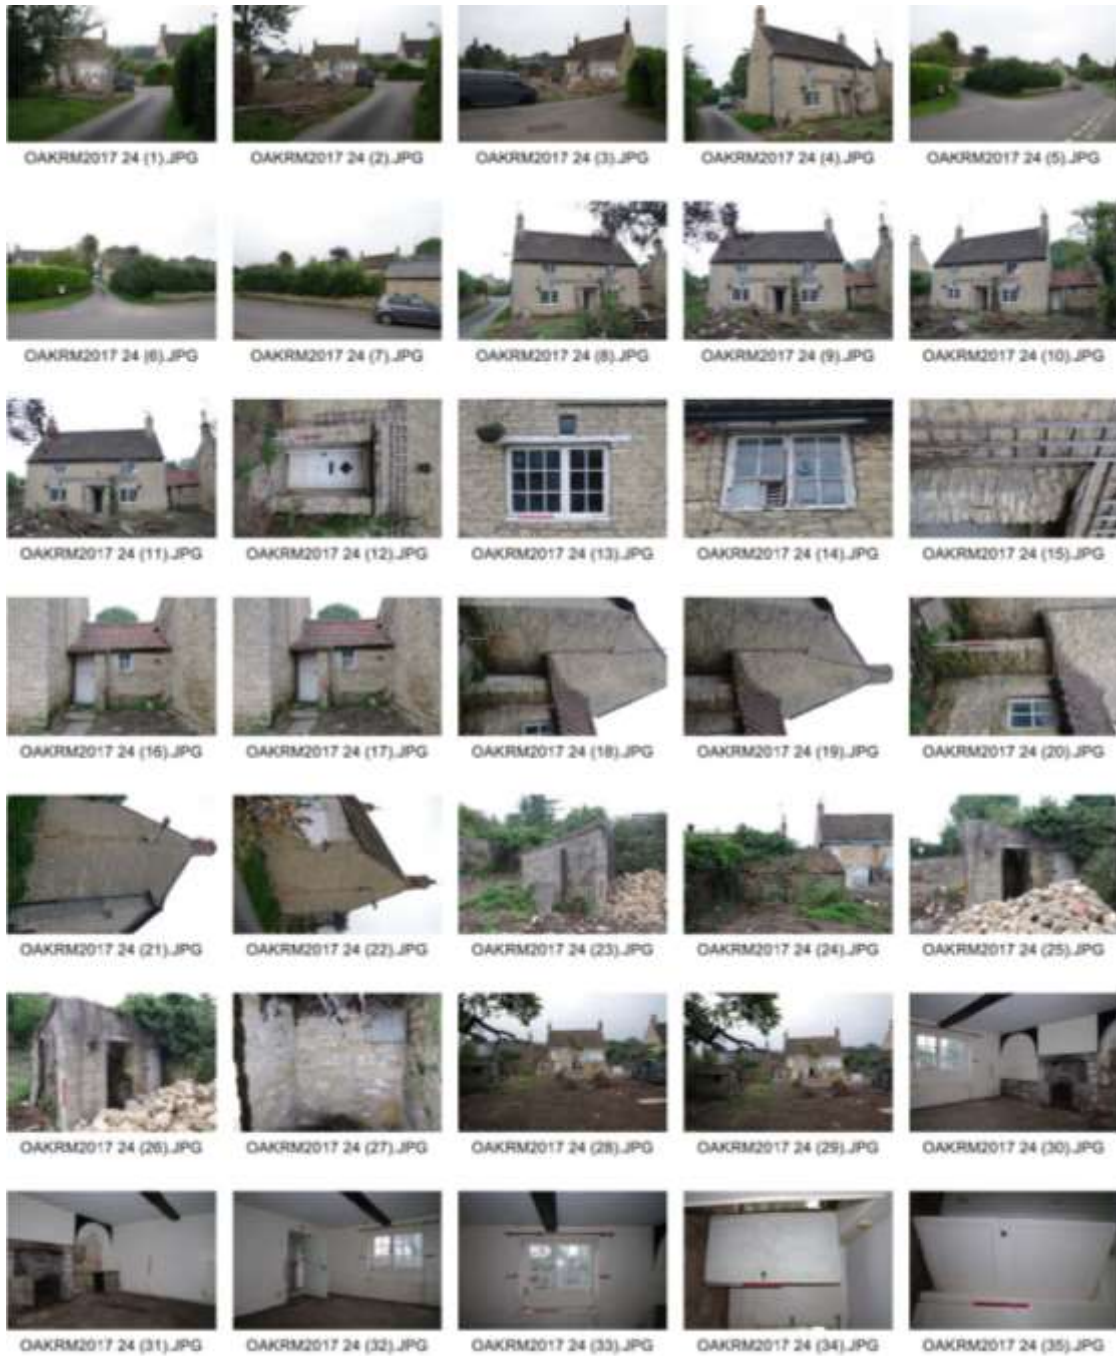 OAKRM2017 24 (1).JPG OAKRM2017 24 (2).JPG OAKRM2017 24 (3).JPG OAKRM2017 24 (4).JPG OAKRM2017 24 (5).JPG
OAKRM2017 24 (6).JPG OAKRM2017 24 (7).JPG OAKRM2017 24 (8).JPG OAKRM2017 24 (9).JPG OAKRM2017 24 (10).JPG
OAKRM2017 24 (11).JPG OAKRM2017 24 (12).JPG OAKRM2017 24 (13).JPG OAKRM2017 24 (14).JPG OAKRM2017 24 (15).JPG
OAKRM2017 24 (16).JPG OAKRM2017 24 (17).JPG OAKRM2017 24 (18).JPG OAKRM2017 24 (19).JPG OAKRM2017 24 (20).JPG
OAKRM2017 24 (21).JPG OAKRM2017 24 (22).JPG OAKRM2017 24 (23).JPG OAKRM2017 24 (24).JPG OAKRM2017 24 (25).JPG
OAKRM2017 24 (26).JPG OAKRM2017 24 (27).JPG OAKRM2017 24 (28).JPG OAKRM2017 24 (29).JPG OAKRM2017 24 (30).JPG
OAKRM2017 24 (31).JPG OAKRM2017 24 (32).JPG OAKRM2017 24 (33).JPG OAKRM2017 24 (34).JPG OAKRM2017 24 (35).JPG